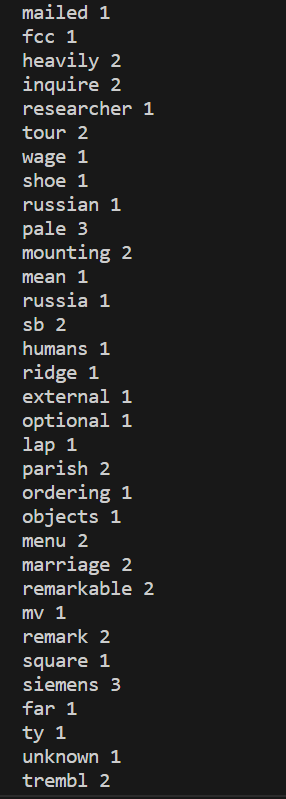 mailed 1
fcc 1
heavily 2
inquire 2
researcher 1
tour 2
wage 1
shoe 1
russian 1
pale 3
mounting 2
mean 1
russia 1
sb 2
humans 1
ridge 1
external 1
optional 1
lap 1
parish 2
ordering 1
objects 1
menu 2
marriage 2
remarkable 2
mv 1
remark 2
square 1
siemens 3
far 1
ty 1
unknown 1
trembl 2